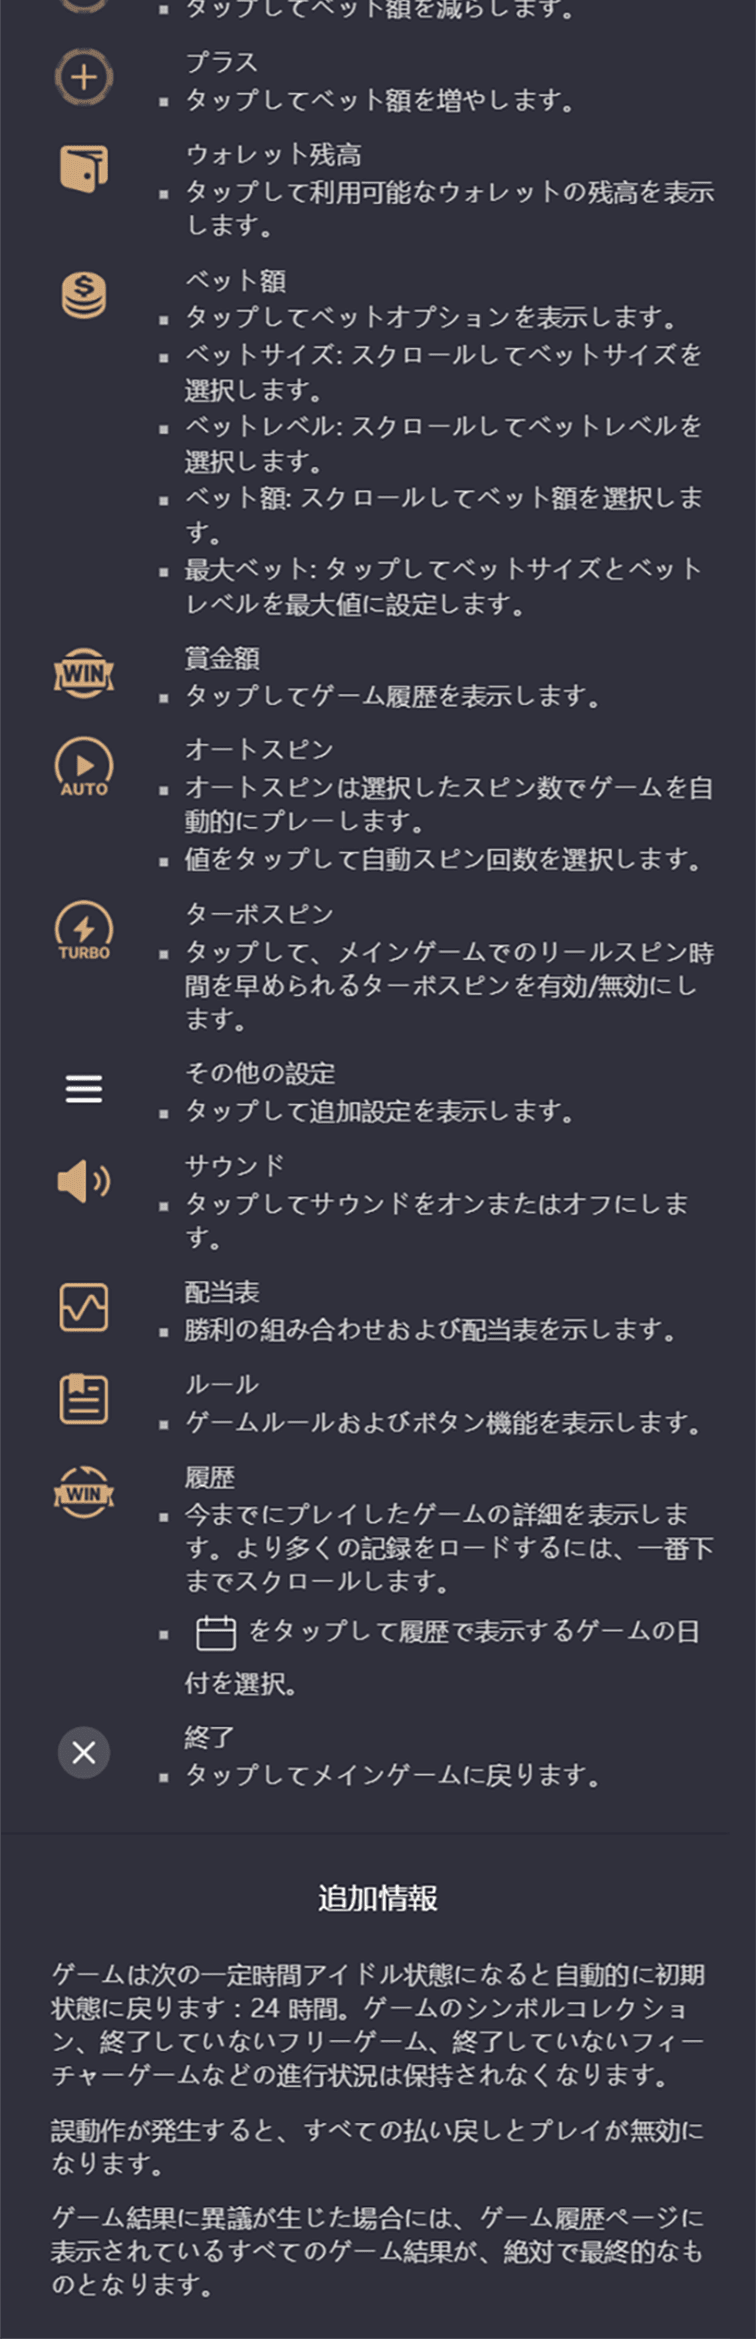 タップしてベット額を減らします。
プラス
タップしてベット額を増やします。
ウォレット残高
タップして利用可能なウォレットの残高を表示
します。
ベット額
タップしてベットオプションを表示します。
ベットサイズ: スクロールしてベットサイズを
選択します。
ベットレベル: スクロールしてベットレベルを
選択します。
ベット額: スクロールしてベット額を選択しま
す。
最大ベット: タップしてベットサイズとベット
レベルを最大値に設定します。
WIN
賞金額
タップしてゲーム履歴を表示します。
AUTO
オートスピン
オートスピンは選択したスピン数でゲームを自
動的にプレーします。
値をタップして自動スピン回数を選択します。
TURBO
ターボスピン
タップして、メインゲームでのリールスピン時
間を早められるターボスピンを有効/無効にし
ます。
その他の設定
タップして追加設定を表示します。
サウンド
タップしてサウンドをオンまたはオフにしま
す。
配当表
勝利の組み合わせおよび配当表を示します。
ルール
ゲームルールおよびボタン機能を表示します。
WIN
履歴
今までにプレイしたゲームの詳細を表示しま
す。より多くの記録をロードするには、一番下
までスクロールします。
をタップして履歴で表示するゲームの日
付を選択。
終了
タップしてメインゲームに戻ります。
追加情報
ゲームは次の一定時間アイドル状態になると自動的に初期
状態に戻ります : 24 時間。ゲームのシンボルコレクショ
ン、終了していないフリーゲーム、終了していないフィー
チャーゲームなどの進行状況は保持されなくなります。
誤動作が発生すると、すべての払い戻しとプレイが無効に
なります。
ゲーム結果に異議が生じた場合には、ゲーム履歴ページに
表示されているすべてのゲーム結果が、絶対で最終的なも
のとなります。